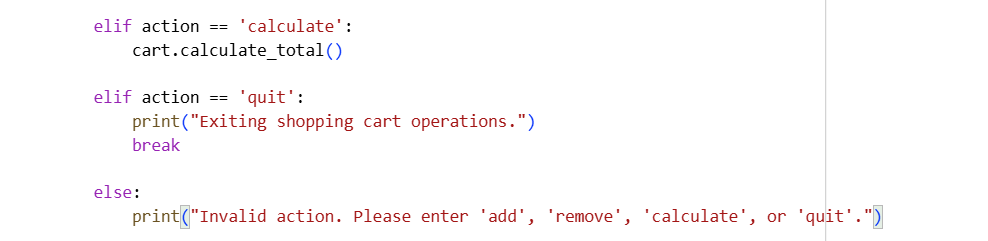 elif action == 'calculate':
cart.calculate_total()
elif action == 'quit':
print("Exiting shopping cart operations.")
break
else:
print("Invalid action. Please enter 'add', 'remove', 'calculate', or 'quit'.")